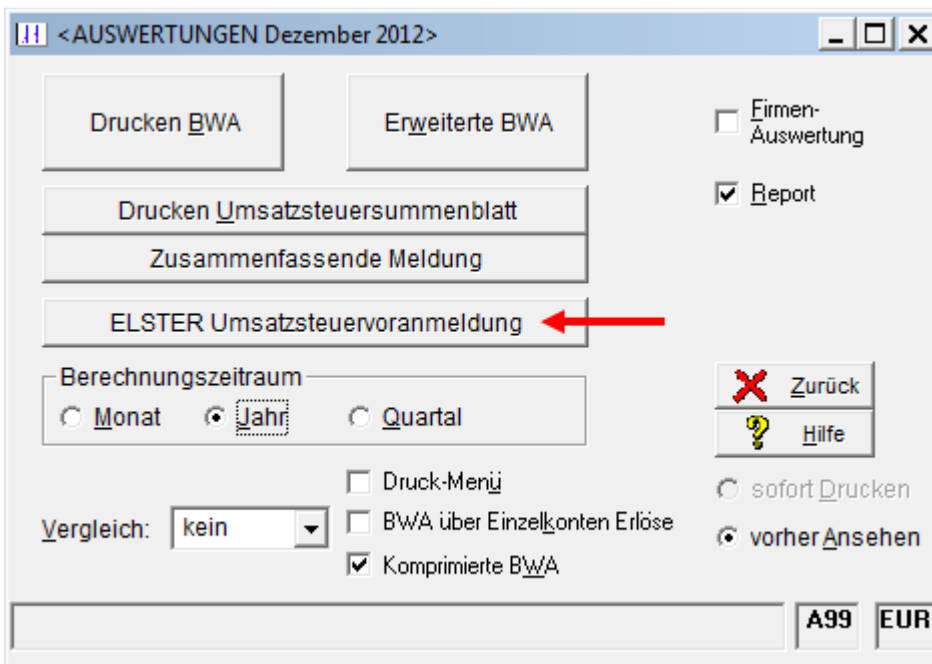 <AUSWERTUNGEN Dezember 2012>
Drucken BWA
Erweiterte BWA
Firmen-
Auswertung
Report
Drucken Umsatzsteuersummenblatt
Zusammenfassende Meldung
ELSTER Umsatzsteuervoranmeldung
Berechnungszeitraum
Monat
Jahr
Quartal
Zurück
Hilfe
Druck-Menü
sofort Drucken
Vergleich:
kein
BWA über Einzelkonten Erlöse
vorher Ansehen
Komprimierte BWA
A99
EUR